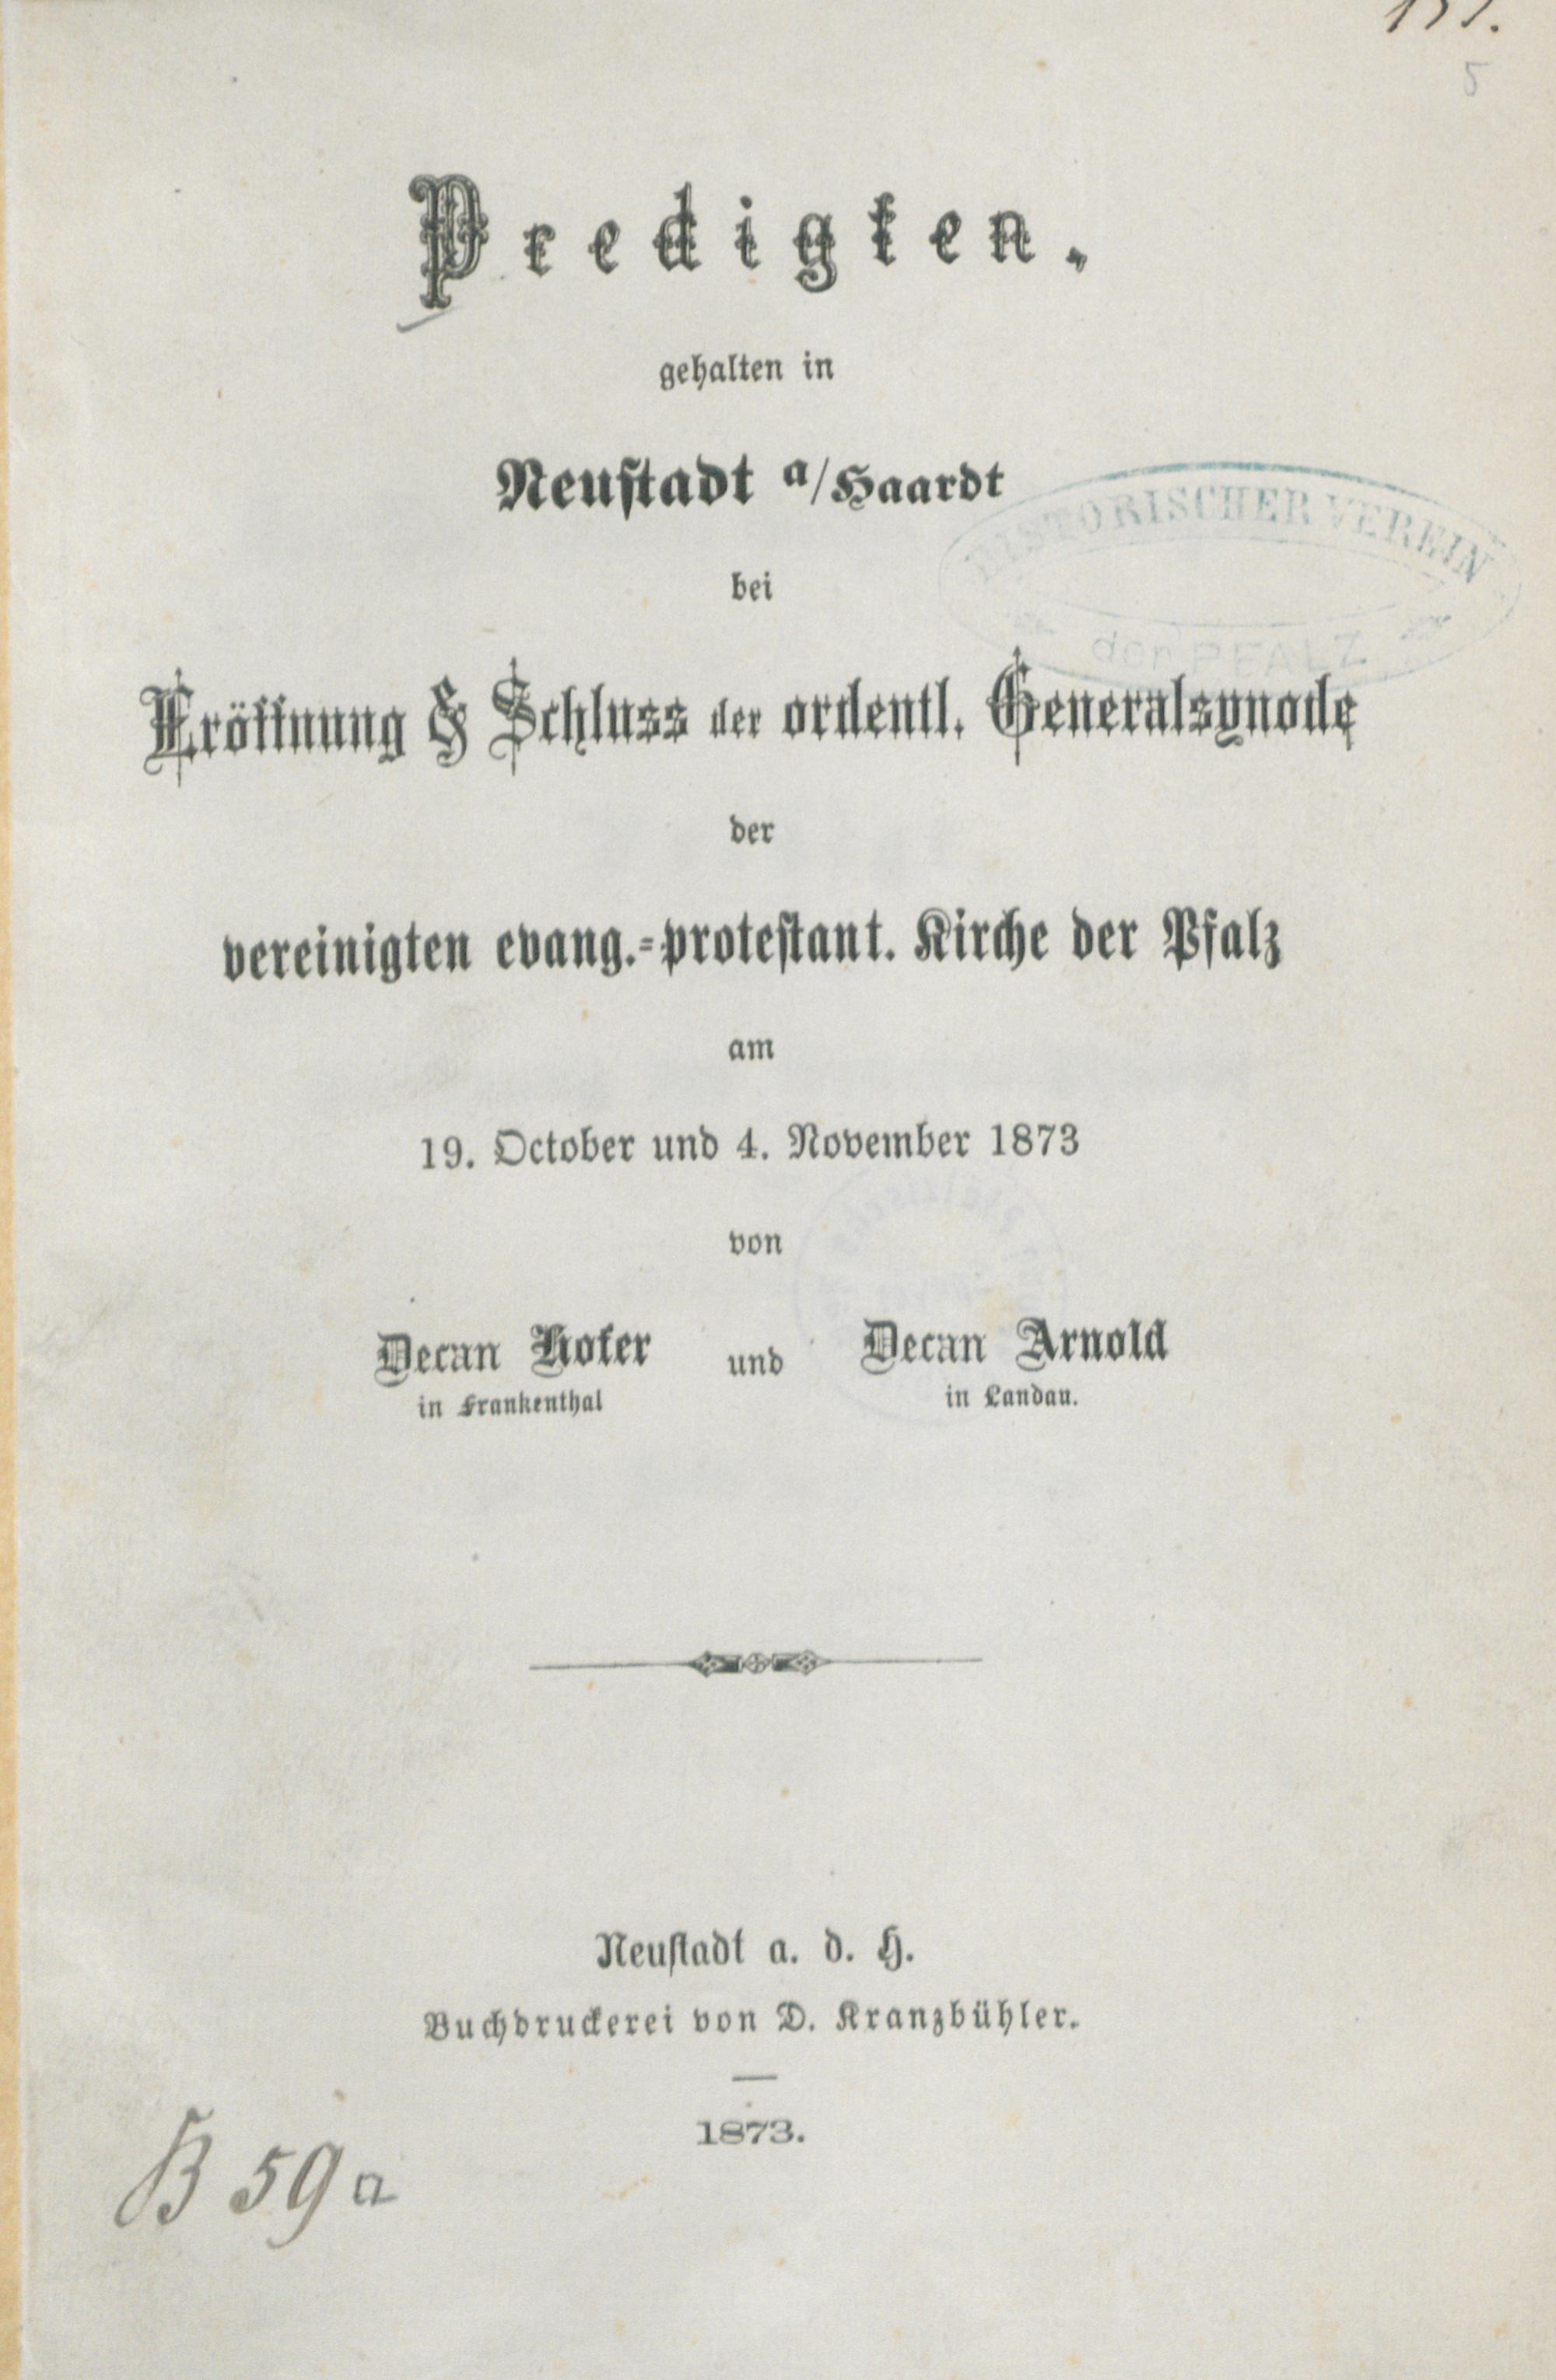 5
Predigten.
gehalten in
Neustadt a/Haardt
HISTORISCHER VEREIN
der PFALZ
bei
Eröffnung & Schluss der ordentl. Generalsynode
der
vereinigten evang.-protestant. Kirche der Pfalz
am
19. October und 4. November 1873
von
Decan Hofer und Decan Arnold
in Frankenthal in Landau.
Neustadt a. d. H.
Buchdruckerei von D. Kranzbühler.
1873.
B 59a